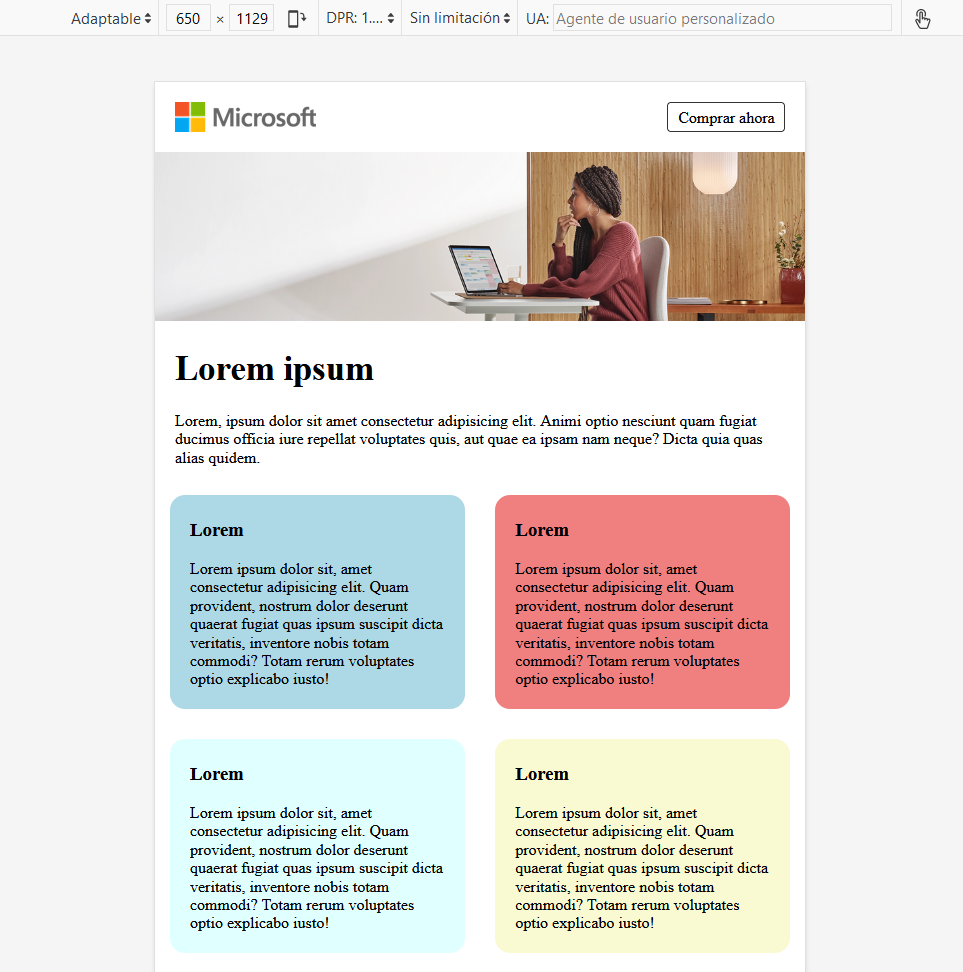 Adaptable 650 × 1129 DPR: 1.... Sin limitación UA: Agente de usuario personalizado
Microsoft
Comprar ahora
Lorem ipsum
Lorem, ipsum dolor sit amet consectetur adipisicing elit. Animi optio nesciunt quam fugiat
ducimus officia iure repellat voluptates quis, aut quae ea ipsam nam neque? Dicta quia quas
alias quidem.
Lorem
Lorem ipsum dolor sit, amet
consectetur adipisicing elit. Quam
provident, nostrum dolor deserunt
quaerat fugiat quas ipsum suscipit dicta
veritatis, inventore nobis totam
commodi? Totam rerum voluptates
optio explicabo iusto!
Lorem
Lorem ipsum dolor sit, amet
consectetur adipisicing elit. Quam
provident, nostrum dolor deserunt
quaerat fugiat quas ipsum suscipit dicta
veritatis, inventore nobis totam
commodi? Totam rerum voluptates
optio explicabo iusto!
Lorem
Lorem ipsum dolor sit, amet
consectetur adipisicing elit. Quam
provident, nostrum dolor deserunt
quaerat fugiat quas ipsum suscipit dicta
veritatis, inventore nobis totam
commodi? Totam rerum voluptates
optio explicabo iusto!
Lorem
Lorem ipsum dolor sit, amet
consectetur adipisicing elit. Quam
provident, nostrum dolor deserunt
quaerat fugiat quas ipsum suscipit dicta
veritatis, inventore nobis totam
commodi? Totam rerum voluptates
optio explicabo iusto!